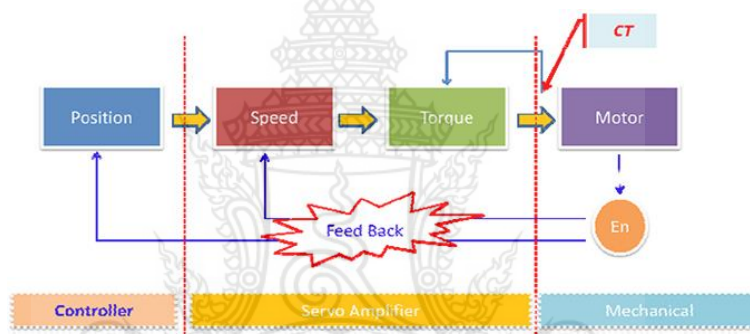 CT
Position
Speed
Torque
Motor
Feed Back
En
Controller
Servo Amplifier
Mechanical